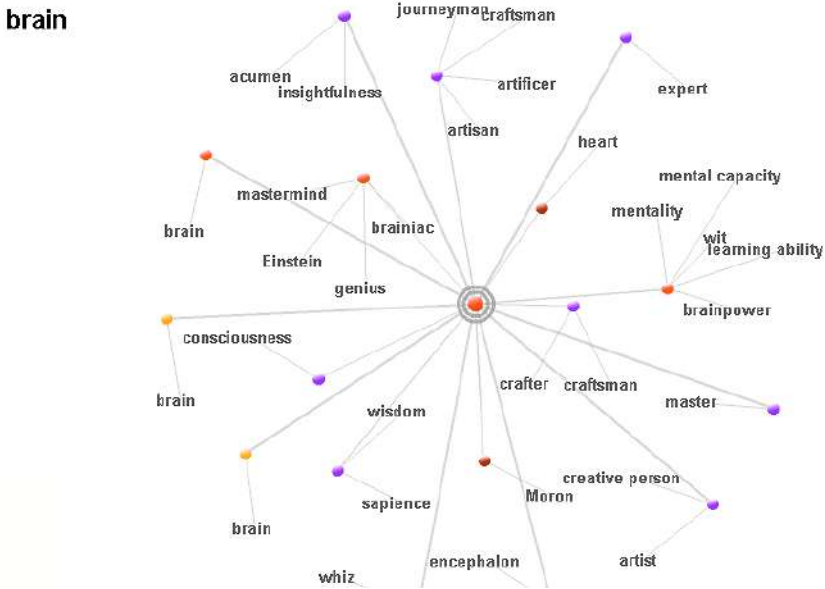 brain
journeyman
craftsman
acumen
insightfulness
artificer
expert
artisan
heart
mental capacity
mastermind
mentality
brain
brainiac
wit
learning ability
Einstein
genius
brainpower
consciousness
crafter
craftsman
brain
master
wisdom
creative person
sapience
Moron
brain
encephalon
artist
whiz